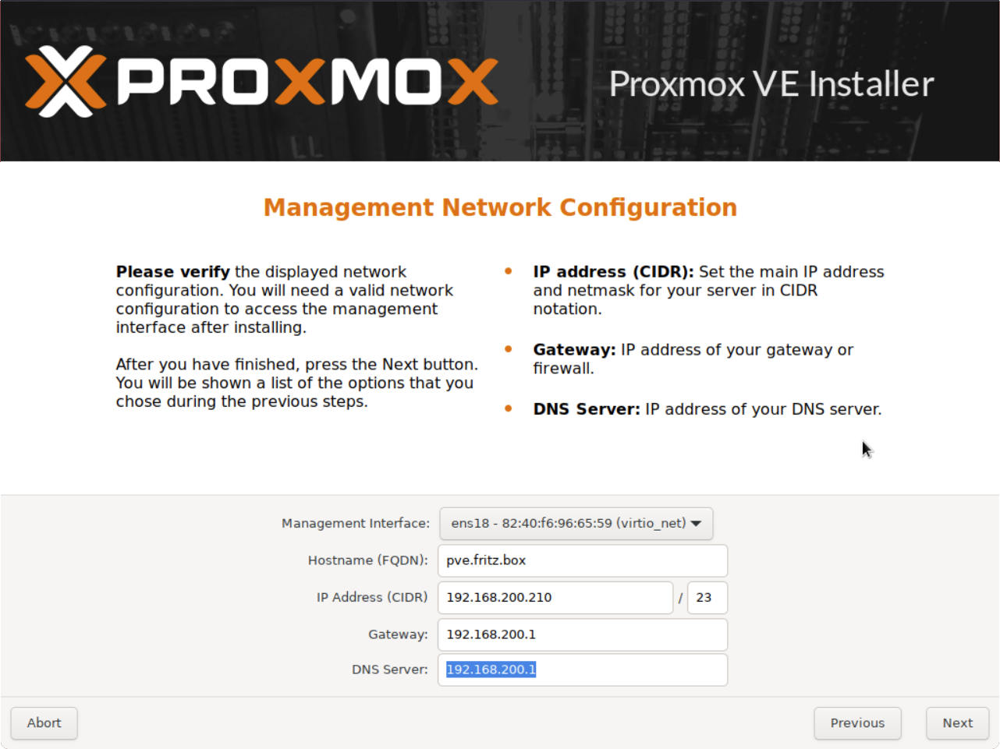 PROXMOX
Proxmox VE Installer
Management Network Configuration
Please verify the displayed network
configuration. You will need a valid network
configuration to access the management
interface after installing.
After you have finished, press the Next button.
You will be shown a list of the options that you
chose during the previous steps.
• IP address (CIDR): Set the main IP address
and netmask for your server in CIDR
notation.
• Gateway: IP address of your gateway or
firewall.
• DNS Server: IP address of your DNS server.
Management Interface: ens18 - 82:40:f6:96:65:59 (virtio_net)
Hostname (FQDN): pve.fritz.box
IP Address (CIDR) 192.168.200.210 / 23
Gateway: 192.168.200.1
DNS Server: 192.168.200.1
Abort Previous Next